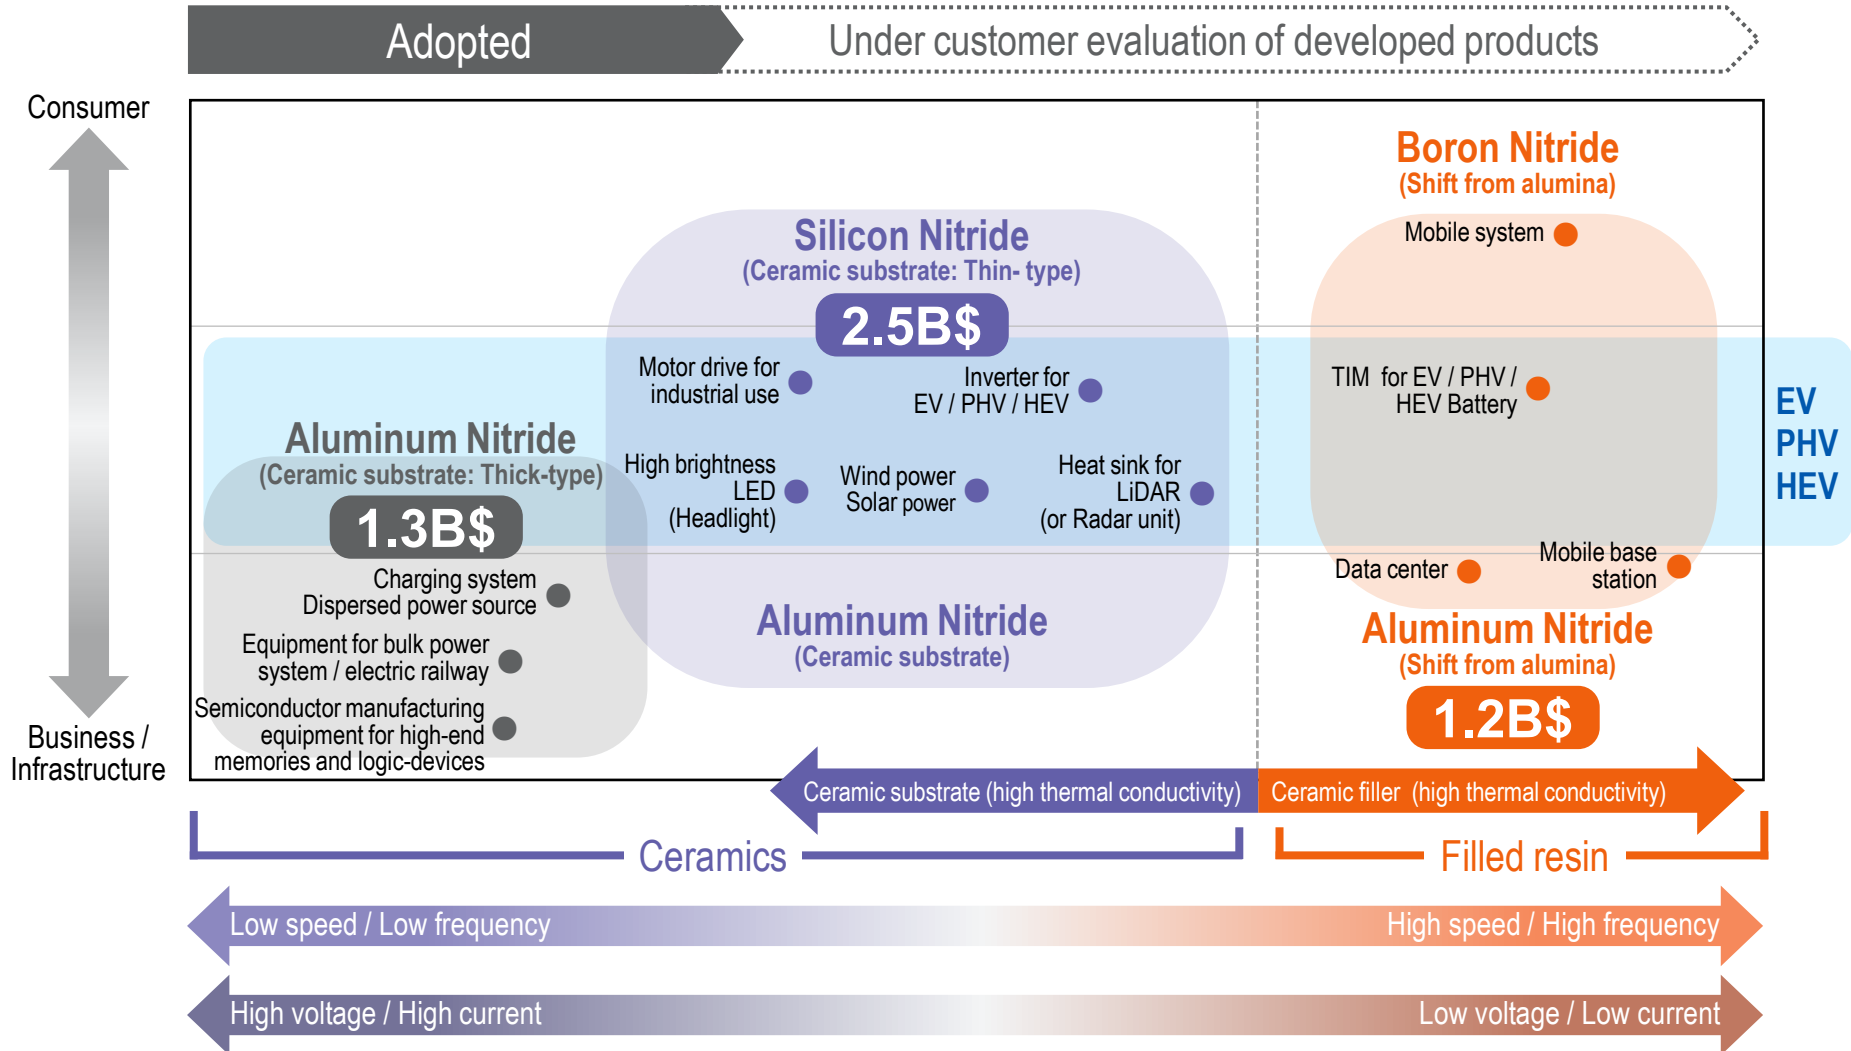 Adopted
Under customer evaluation of developed products
Consumer
Business /
Infrastructure
Boron Nitride
(Shift from alumina)
Mobile system
Silicon Nitride
(Ceramic substrate: Thin- type)
2.5B$
Motor drive for
industrial use
Inverter for
EV / PHV / HEV
TIM  for EV / PHV /
HEV Battery
EV
PHV
HEV
Aluminum Nitride
(Ceramic substrate: Thick-type)
1.3B$
High brightness
LED
(Headlight)
Wind power
Solar power
Heat sink for
LiDAR
(or Radar unit)
Charging system
Dispersed power source
Equipment for bulk power
system / electric railway
Semiconductor manufacturing
equipment for high-end
memories and logic-devices
Aluminum Nitride
(Ceramic substrate)
Data center
Mobile base
station
Aluminum Nitride
(Shift from alumina)
1.2B$
Ceramic substrate (high thermal conductivity)
Ceramic filler  (high thermal conductivity)
Ceramics
Filled resin
Low speed / Low frequency
High speed / High frequency
High voltage / High current
Low voltage / Low current